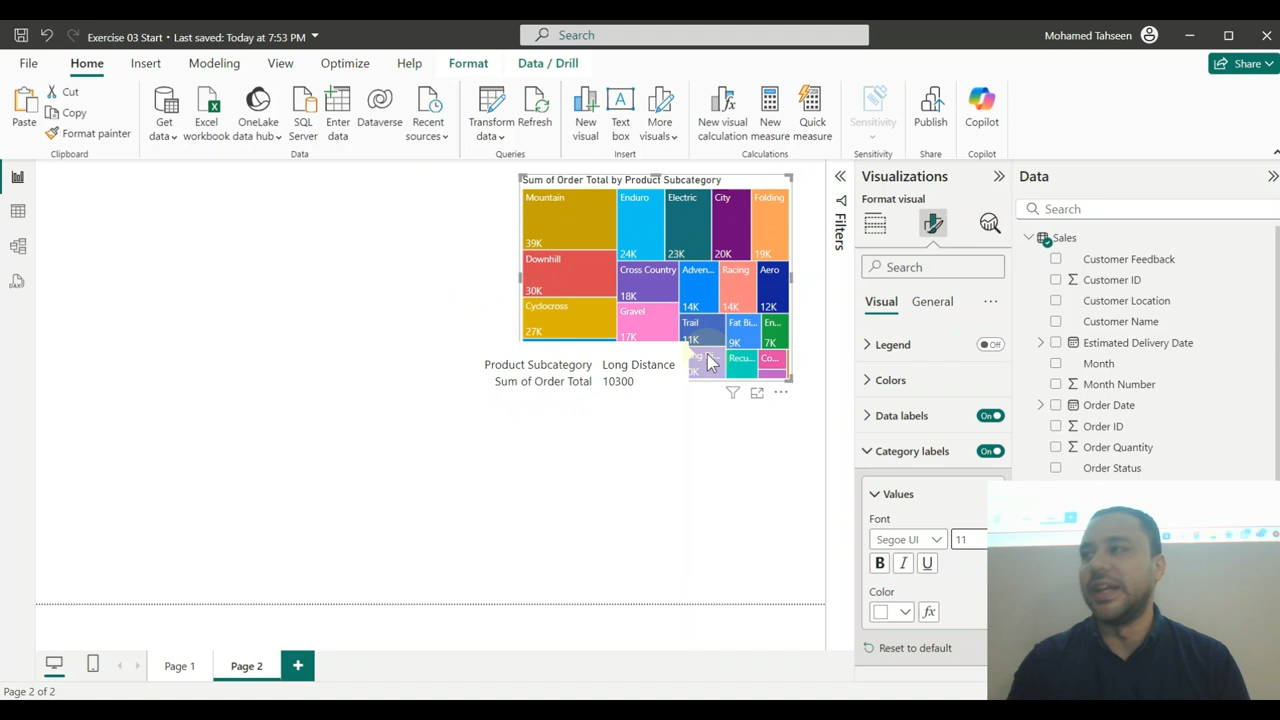 Exercise 03 Start • Last saved: Today at 7:53 PM
Search
Mohamed Tahseen
File Home Insert Modeling View Optimize Help Format Data / Drill
Share
Paste
Cut
Copy
Format painter
Clipboard
Get data
Excel workbook
OneLake data hub
SQL Server
Enter data
Dataverse
Recent sources
Data
Transform data
Refresh
Queries
New visual
Text box
More visuals
Insert
New visual calculation
New measure
Quick measure
Calculations
Sensitivity
Sensitivity
Publish
Share
Copilot
Copilot
Sum of Order Total by Product Subcategory
Mountain
39K
Downhill
30K
Cyclocross
27K
Enduro
24K
Electric
23K
City
20K
Folding
19K
Cross Country
18K
Gravel
17K
Adven...
14K
Racing
14K
Aero
12K
Trail
11K
Fat Bi...
9K
En...
7K
Recu...
Co...
Product Subcategory Long Distance
Sum of Order Total 10300
Filters
Visualizations
Format visual
Search
Visual General
Legend Off
Colors
Data labels On
Category labels On
Values
Font
Segoe UI 11
B I U
Color
fx
Reset to default
Data
Search
Sales
Customer Feedback
Customer ID
Customer Location
Customer Name
Estimated Delivery Date
Month
Month Number
Order Date
Order ID
Order Quantity
Order Status
Page 1 Page 2
Page 2 of 2